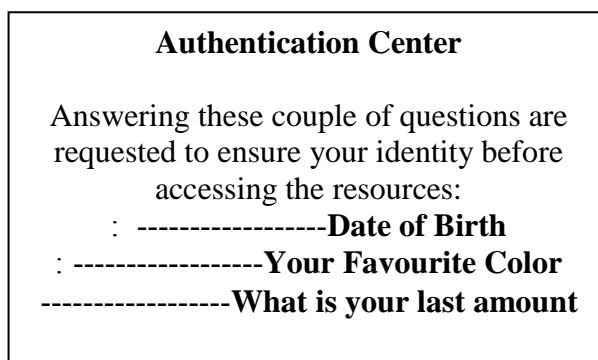 Authentication Center
Answering these couple of questions are
requested to ensure your identity before
accessing the resources:
: ------------------Date of Birth
: ------------------Your Favourite Color
------------------What is your last amount